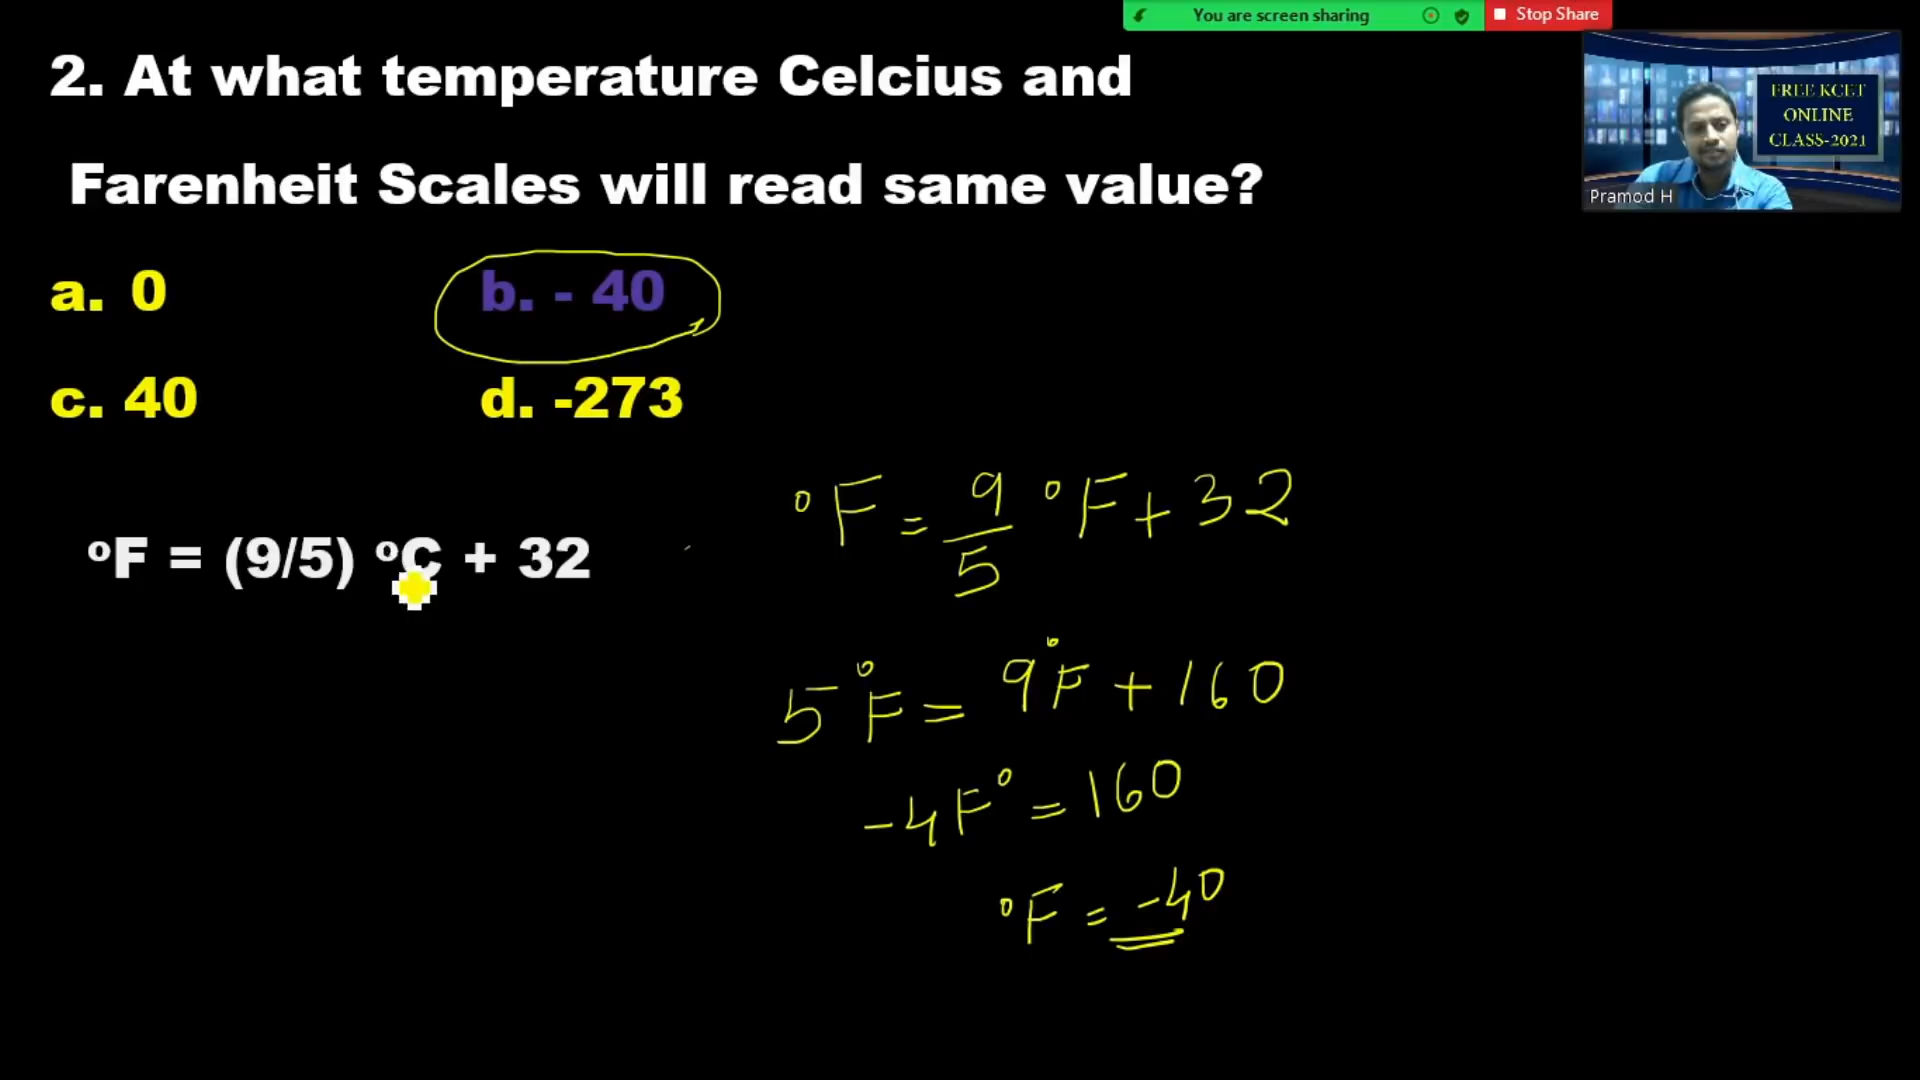 You are screen sharing
Stop Share
2. At what temperature Celcius and
Farenheit Scales will read same value?
FREE KCET
ONLINE
CLASS-2021
Pramod H
a. 0
b. - 40
c. 40
d. -273
°F = 9/5 °F + 32
ºF = (9/5) ºC + 32
5°F = 9°F + 160
-4F° = 160
°F = -40